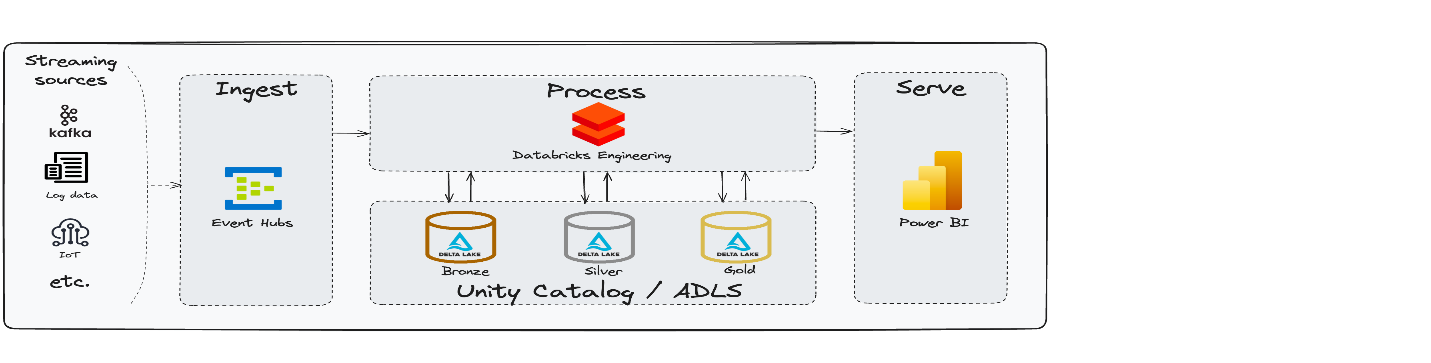 Streaming
sources
kafka
Log data
IoT
etc.
Ingest
Event Hubs
Process
Databricks Engineering
DELTA LAKE
Bronze
DELTA LAKE
Silver
DELTA LAKE
Gold
Unity Catalog / ADLS
Serve
Power BI